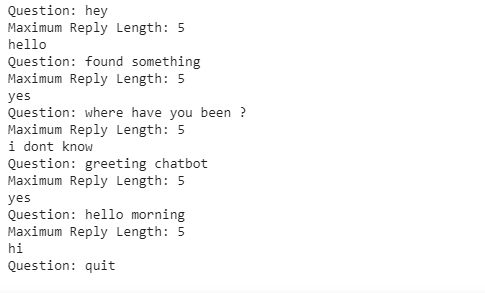 Question: hey
Maximum Reply Length: 5
hello
Question: found something
Maximum Reply Length: 5
yes
Question: where have you been ?
Maximum Reply Length: 5
i dont know
Question: greeting chatbot
Maximum Reply Length: 5
yes
Question: hello morning
Maximum Reply Length: 5
hi
Question: quit